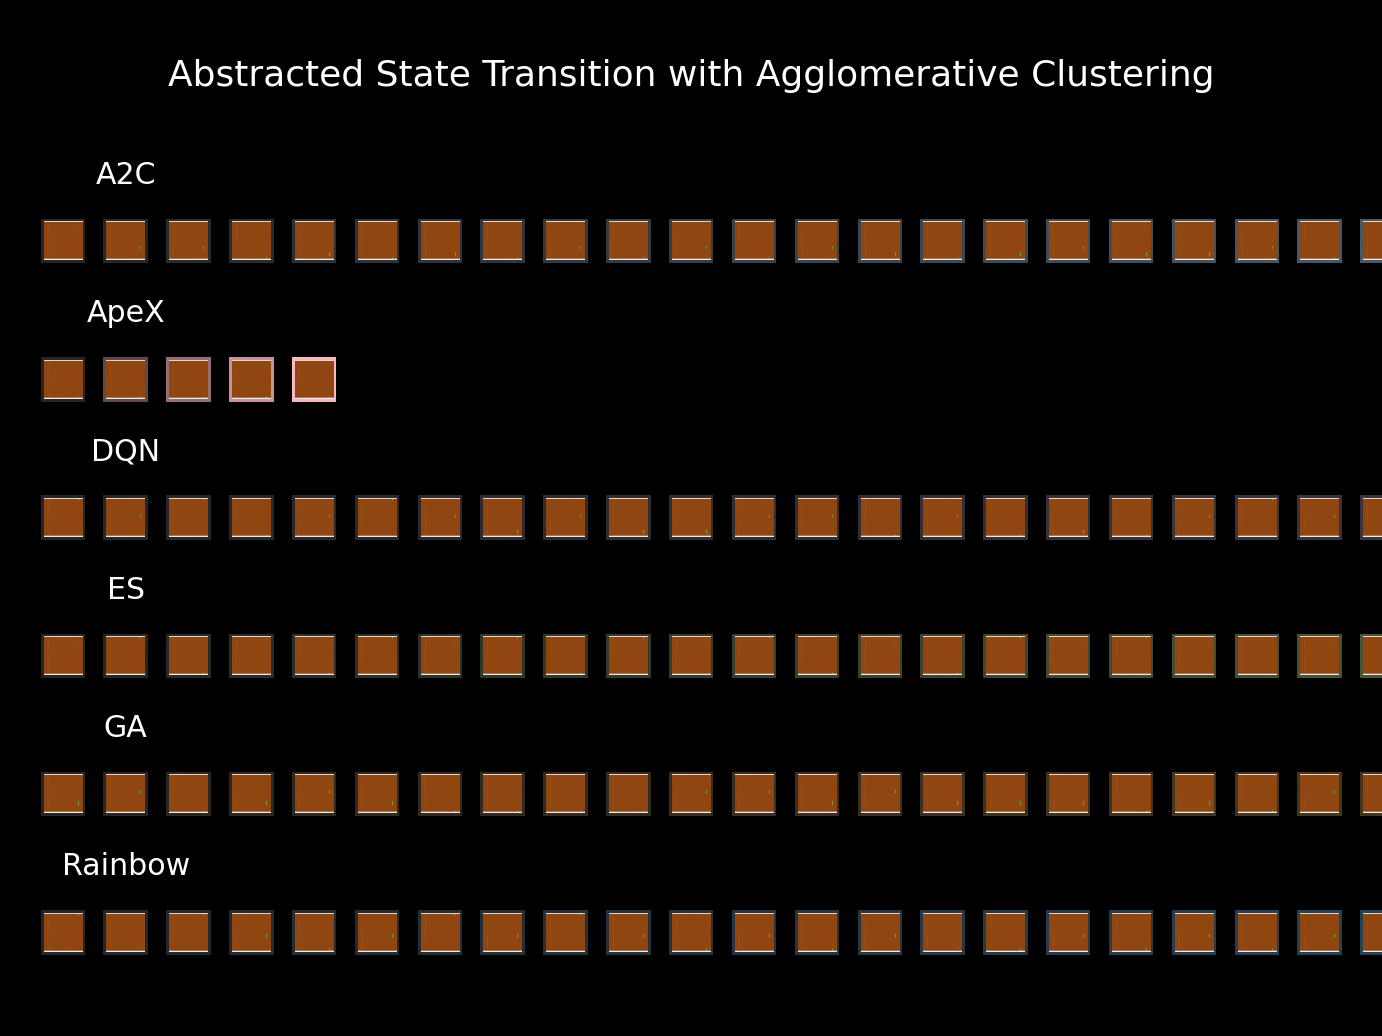 Abstracted State Transition with Agglomerative Clustering
A2C
ApeX
DQN
ES
GA
Rainbow